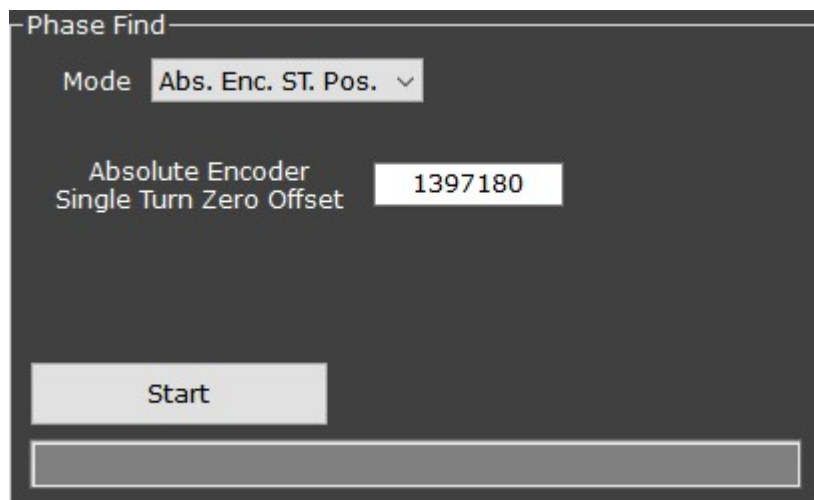 Phase Find
Mode Abs. Enc. ST. Pos.
Absolute Encoder
Single Turn Zero Offset 1397180
Start